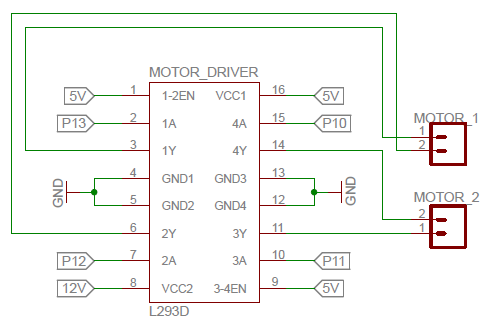 MOTOR_DRIVER
5V 1 1-2EN VCC1 16 5V
P13 2 1A 4A 15 P10
3 1Y 4Y 14
GND 4 GND1 GND3 13 GND
5 GND2 GND4 12
6 2Y 3Y 11
P12 7 2A 3A 10 P11
12V 8 VCC2 3-4EN 9 5V
L293D
MOTOR_1
1
2
MOTOR_2
2
1